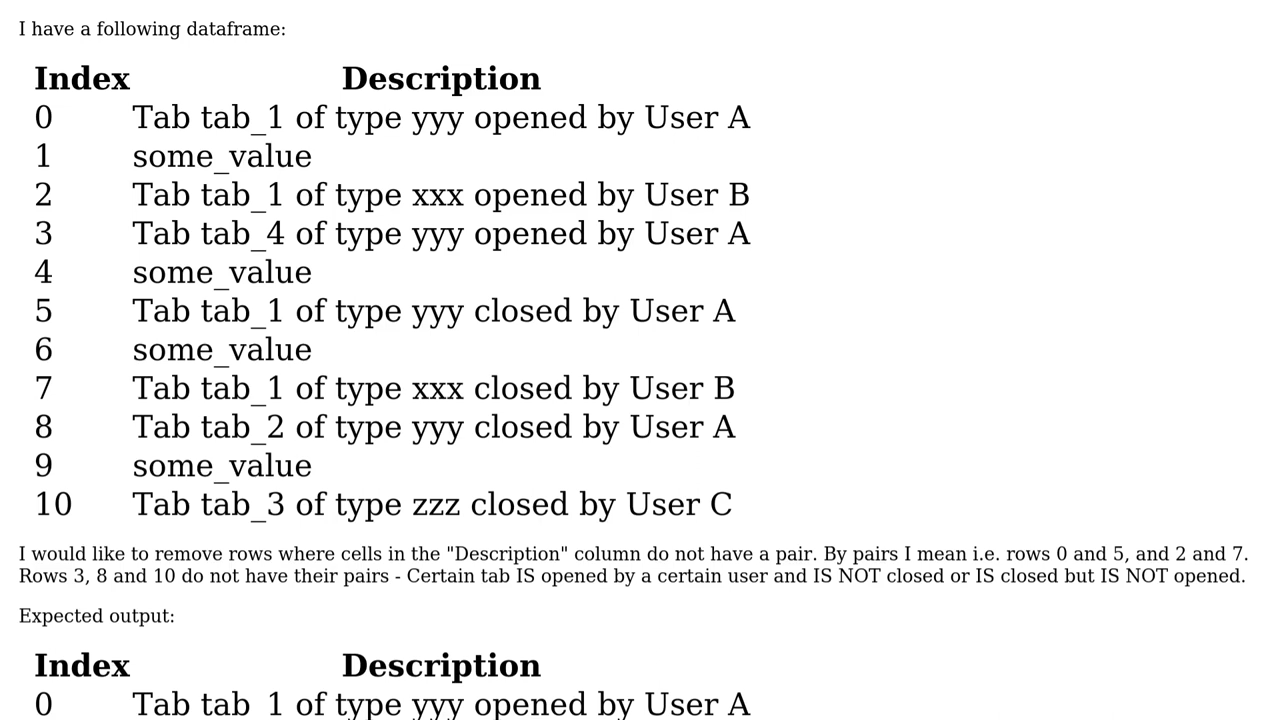 I have a following dataframe:
Index Description
0 Tab tab_1 of type yyy opened by User A
1 some_value
2 Tab tab_1 of type xxx opened by User B
3 Tab tab_4 of type yyy opened by User A
4 some_value
5 Tab tab_1 of type yyy closed by User A
6 some_value
7 Tab tab_1 of type xxx closed by User B
8 Tab tab_2 of type yyy closed by User A
9 some_value
10 Tab tab_3 of type zzz closed by User C
I would like to remove rows where cells in the "Description" column do not have a pair. By pairs I mean i.e. rows 0 and 5, and 2 and 7.
Rows 3, 8 and 10 do not have their pairs - Certain tab IS opened by a certain user and IS NOT closed or IS closed but IS NOT opened.
Expected output:
Index Description
0 Tab tab_1 of type yyy opened by User A